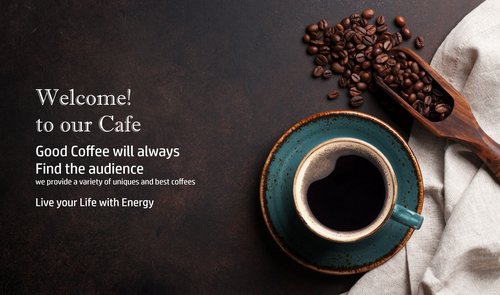 Welcome!
to our Cafe
Good Coffee will always
Find the audience
we provide a variety of uniques and best coffees
Live your Life with Energy